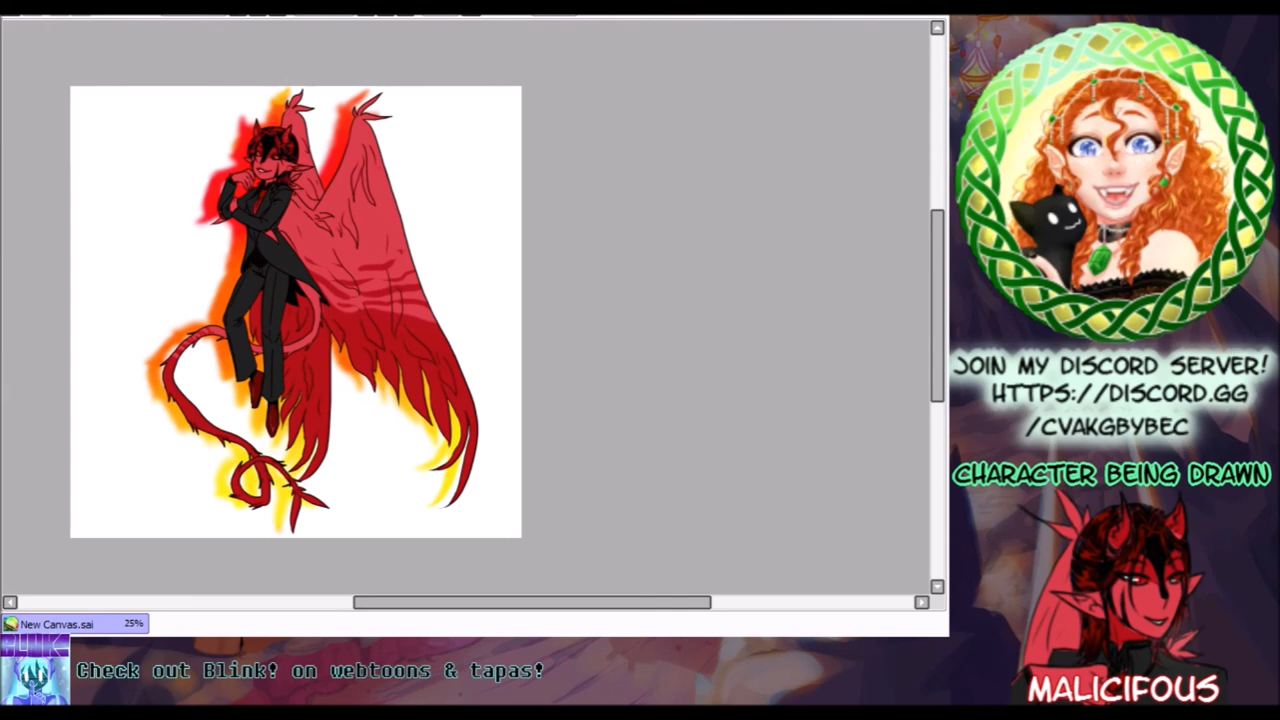 New Canvas.sai 25%
BLINK
Check out Blink! on webtoons & tapas!
JOIN MY DISCORD SERVER!
HTTPS://DISCORD.GG
/CVAKGBYBEC
CHARACTER BEING DRAWN
MALICIFOUS